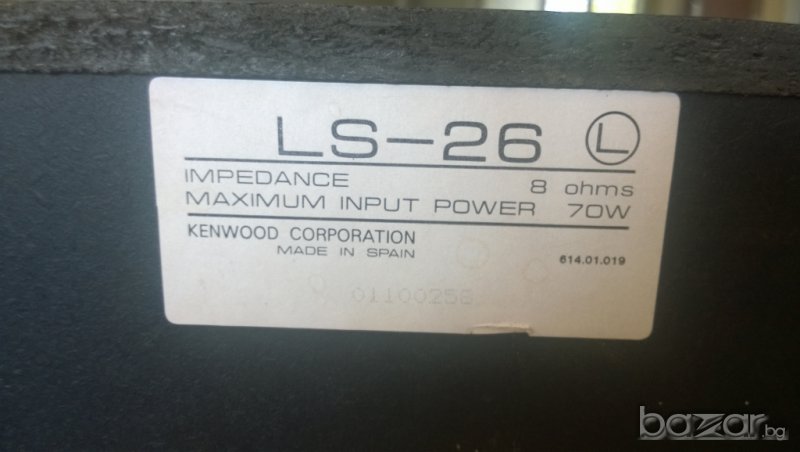 LS-26 L
IMPEDANCE 8 ohms
MAXIMUM INPUT POWER 70W
KENWOOD CORPORATION
MADE IN SPAIN
614.01.019
01100258
bazar.bg